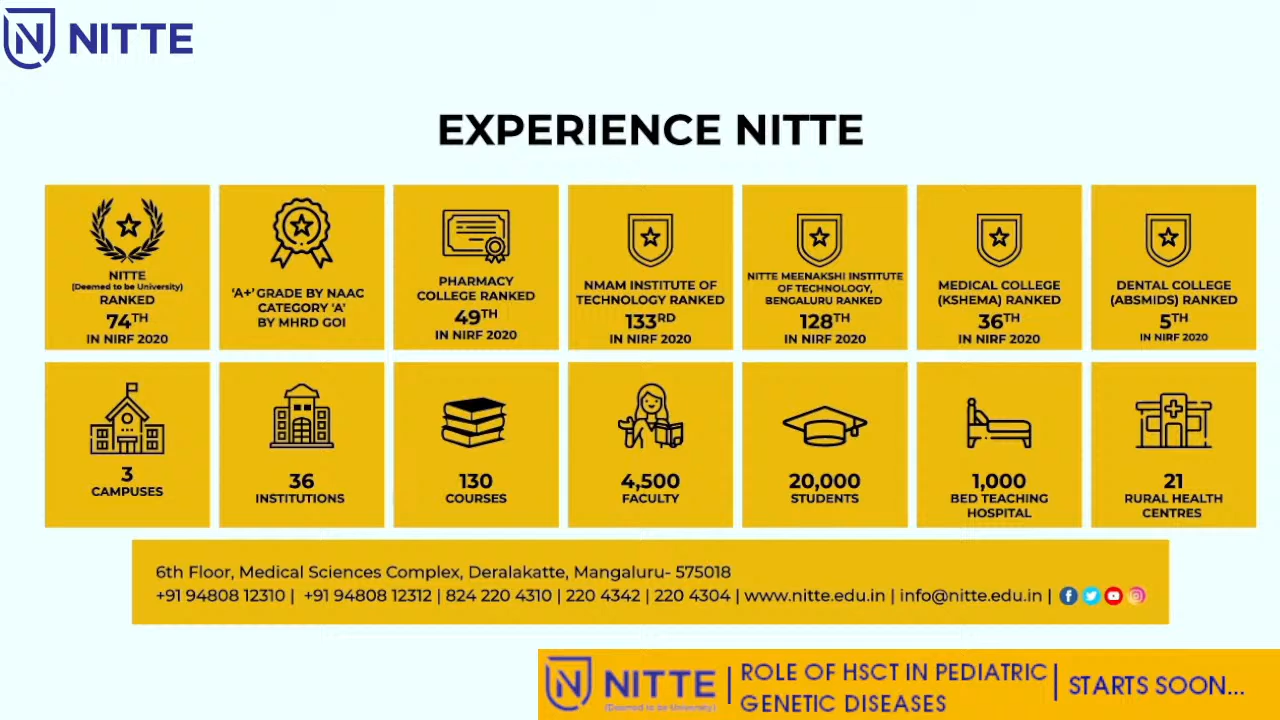 NITTE
EXPERIENCE NITTE
NITTE
(Deemed to be University)
RANKED
74TH
IN NIRF 2020
'A+' GRADE BY NAAC
CATEGORY 'A'
BY MHRD GOI
PHARMACY
COLLEGE RANKED
49TH
IN NIRF 2020
NMAM INSTITUTE OF
TECHNOLOGY RANKED
133RD
IN NIRF 2020
NITTE MEENAKSHI INSTITUTE
OF TECHNOLOGY,
BENGALURU RANKED
128TH
IN NIRF 2020
MEDICAL COLLEGE
(KSHEMA) RANKED
36TH
IN NIRF 2020
DENTAL COLLEGE
(ABSMIDS) RANKED
5TH
IN NIRF 2020
3
CAMPUSES
36
INSTITUTIONS
130
COURSES
4,500
FACULTY
20,000
STUDENTS
1,000
BED TEACHING
HOSPITAL
21
RURAL HEALTH
CENTRES
6th Floor, Medical Sciences Complex, Deralakatte, Mangaluru- 575018
+91 94808 12310 | +91 94808 12312 | 824 220 4310 | 220 4342 | 220 4304 | www.nitte.edu.in | info@nitte.edu.in |
NITTE
(Deemed to be University)
ROLE OF HSCT IN PEDIATRIC
GENETIC DISEASES
STARTS SOON...